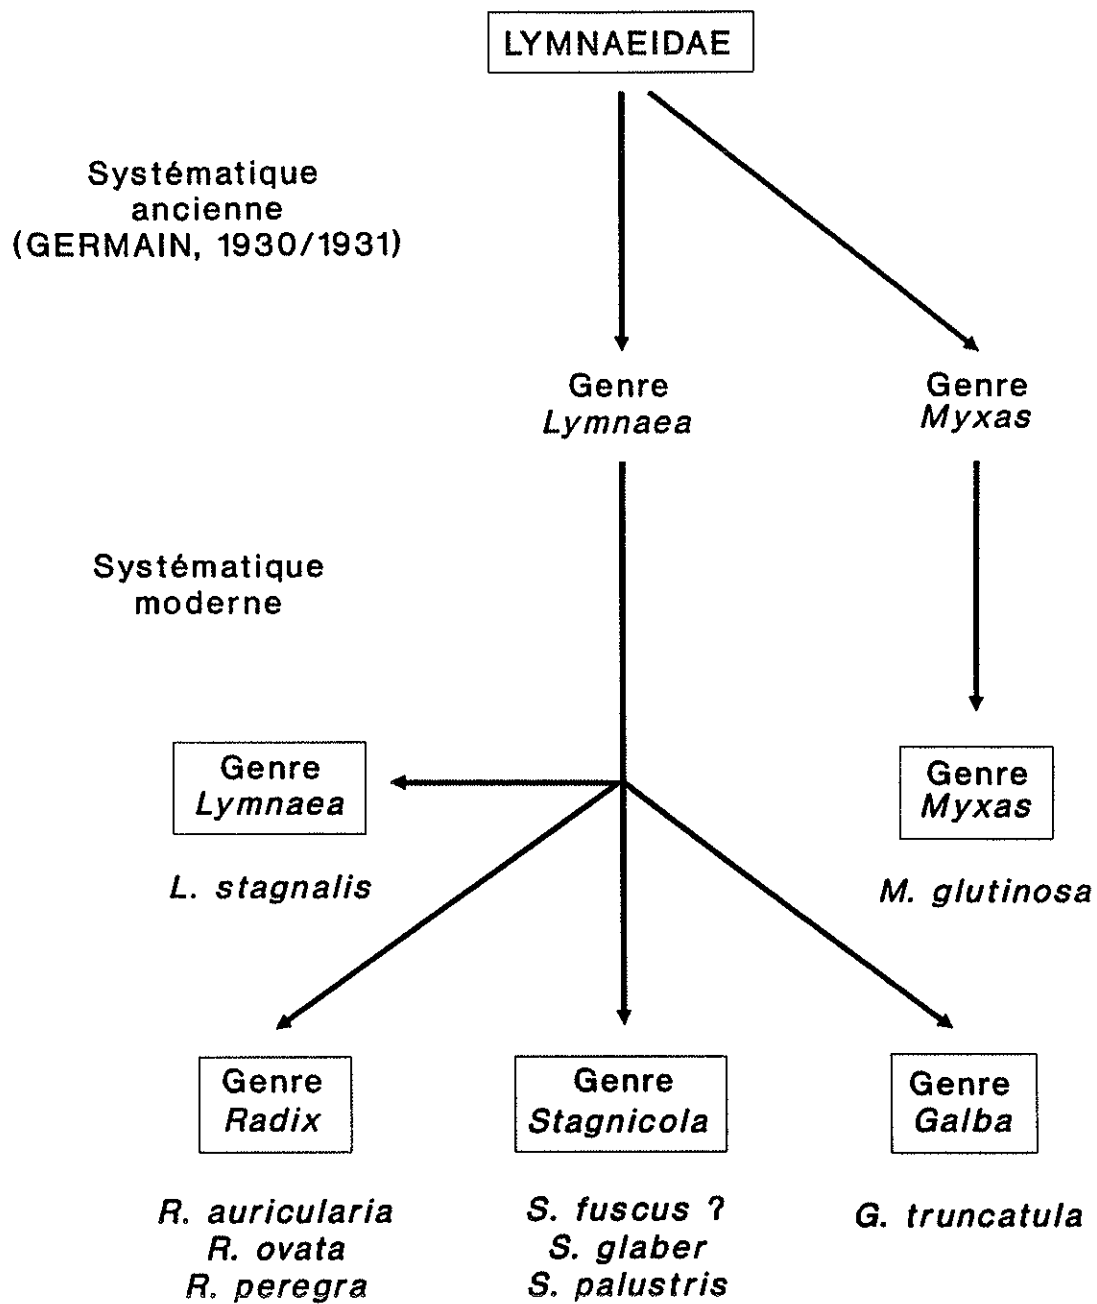 LYMNAEIDAE
Systématique
ancienne
(GERMAIN, 1930/1931)
Genre
Lymnaea
Genre
Myxas
Systématique
moderne
Genre
Lymnaea
L. stagnalis
Genre
Myxas
M. glutinosa
Genre
Radix
R. auricularia
R. ovata
R. peregra
Genre
Stagnicola
S. fuscus ?
S. glaber
S. palustris
Genre
Galba
G. truncatula